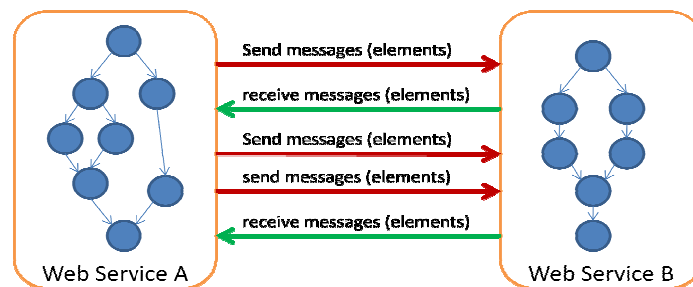 Send messages (elements)
receive messages (elements)
Send messages (elements)
send messages (elements)
receive messages (elements)
Web Service A
Web Service B